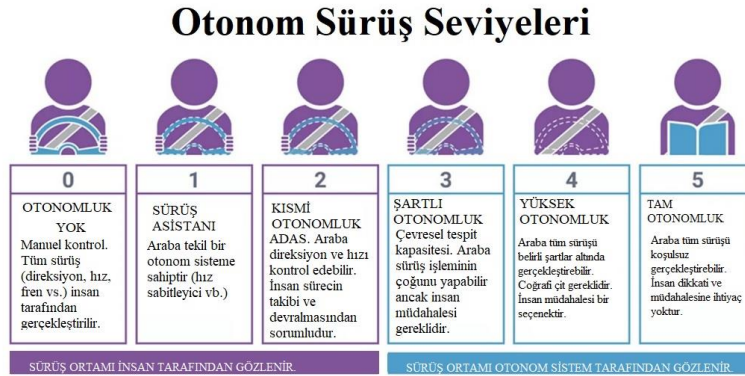 Otonom Sürüş Seviyeleri
0
OTONOMLUK
YOK
Manuel kontrol.
Tüm sürüş
(direksiyon, hız,
fren vs.) insan
tarafından
gerçekleştirilir.
1
SÜRÜŞ
ASİSTANI
Araba tekil bir
otonom sisteme
sahiptir (hız
sabitleyici vb.)
2
KISMİ
OTONOMLUK
ADAS. Araba
direksiyon ve hızı
kontrol edebilir.
İnsan sürecin
takibi ve
devralmasından
sorumludur.
3
ŞARTLI
OTONOMLUK
Çevresel tespit
kapasitesi. Araba
sürüş işleminin
çoğunu yapabilir
ancak insan
müdahalesi
gereklidir.
4
YÜKSEK
OTONOMLUK
Araba tüm sürüşü
belirli şartlar altında
gerçekleştirebilir.
Coğrafi çit gereklidir.
İnsan müdahalesi bir
seçenektir.
5
TAM
OTONOMLUK
Araba tüm sürüşü
koşulsuz
gerçekleştirebilir.
İnsan dikkati ve
müdahalesine ihtiyaç
yoktur.
SÜRÜŞ ORTAMI İNSAN TARAFINDAN GÖZLENİR.
SÜRÜŞ ORTAMI OTONOM SİSTEM TARAFINDAN GÖZLENİR.